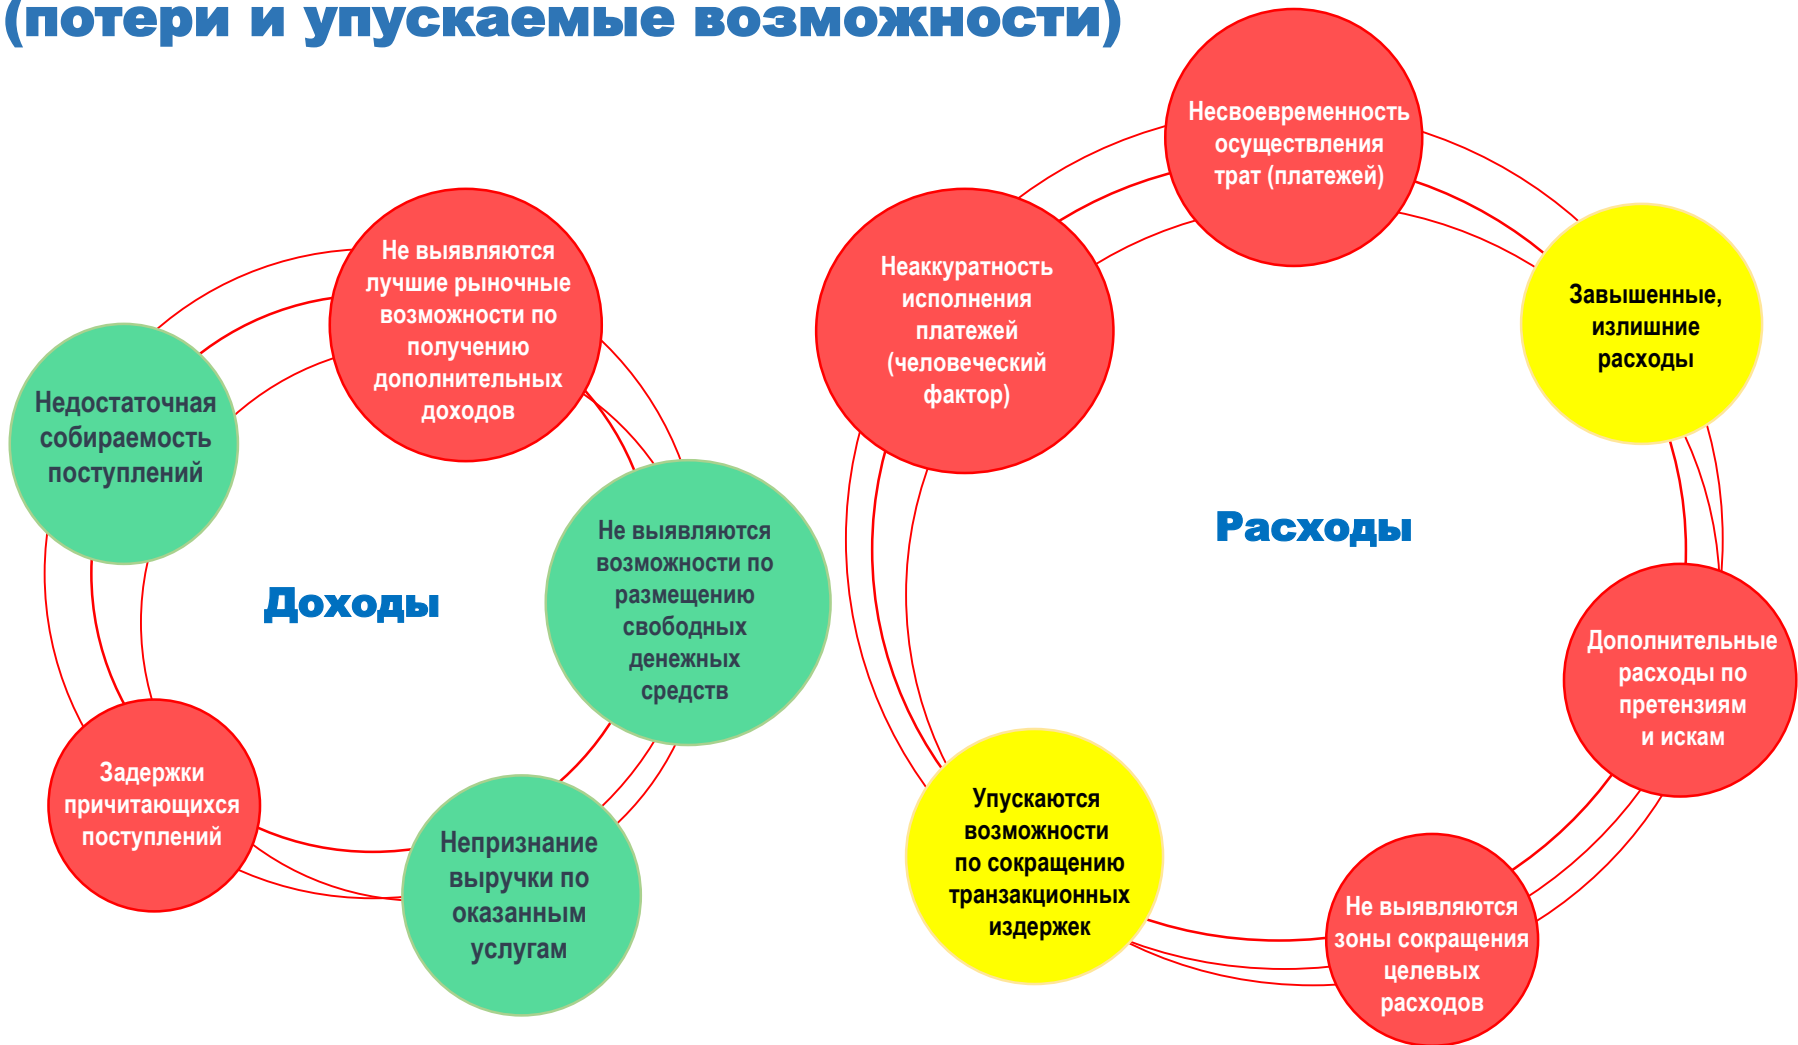 (потери и упускаемые возможности)
Не выявляются
лучшие рыночные
возможности по
получению
дополнительных
доходов
Недостаточная
собираемость
поступлений
Не выявляются
возможности по
размещению
свободных
денежных
средств
Доходы
Задержки
причитающихся
поступлений
Непризнание
выручки по
оказанным
услугам
Несвоевременность
осуществления
трат (платежей)
Неаккуратность
исполнения
платежей
(человеческий
фактор)
Завышенные,
излишние
расходы
Расходы
Дополнительные
расходы по
претензиям
и искам
Упускаются
возможности
по сокращению
транзакционных
издержек
Не выявляются
зоны сокращения
целевых
расходов